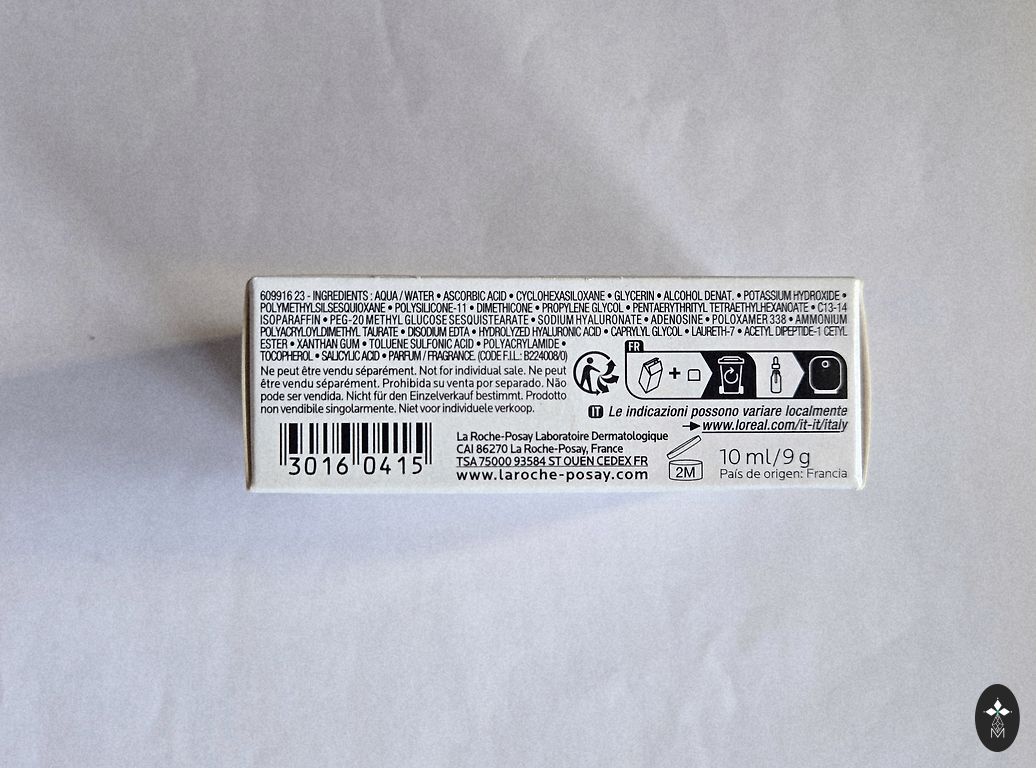 609916 23 - INGREDIENTS : AQUA / WATER • ASCORBIC ACID • CYCLOHEXASILOXANE • GLYCERIN • ALCOHOL DENAT. • POTASSIUM HYDROXIDE •
POLYMETHYLSILSESQUIOXANE • POLYSILICONE-11 • DIMETHICONE • PROPYLENE GLYCOL • PENTAERYTHRITYL TETRAETHYLHEXANOATE • C13-14
ISOPARAFFIN • PEG-20 METHYL GLUCOSE SESQUISTEARATE • SODIUM HYALURONATE • ADENOSINE • POLOXAMER 338 • AMMONIUM
POLYACRYLOYLDIMETHYL TAURATE • DISODIUM EDTA • HYDROLYZED HYALURONIC ACID • CAPRYLYL GLYCOL • LAURETH-7 • ACETYL DIPEPTIDE-1 CETYL
ESTER • XANTHAN GUM • TOLUENE SULFONIC ACID • POLYACRYLAMIDE •
TOCOPHEROL • SALICYLIC ACID • PARFUM / FRAGRANCE. (CODE F.I.L.: B224008/0)
Ne peut être vendu séparément. Not for individual sale. Ne peut
être vendu séparément. Prohibida su venta por separado. Não
pode ser vendida. Nicht für den Einzelverkauf bestimmt. Prodotto
non vendibile singolarmente. Niet voor individuele verkoop.
FR
+
IT Le indicazioni possono variare localmente
www.loreal.com/it-it/italy
3016 0415
La Roche-Posay Laboratoire Dermatologique
CAI 86270 La Roche-Posay, France
TSA 75000 93584 ST OUEN CEDEX FR
www.laroche-posay.com
2M
10 ml/9 g
País de origen: Francia
M